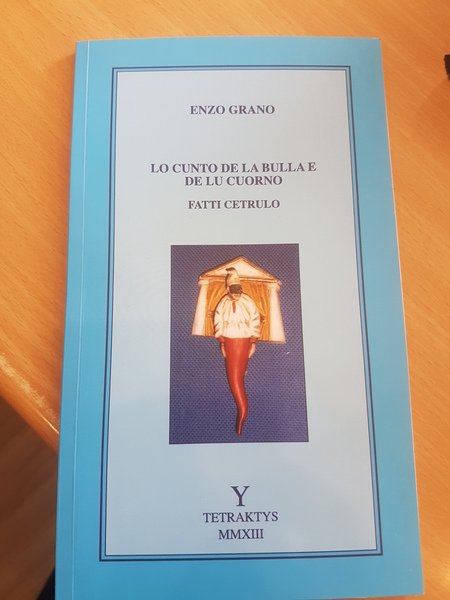 ENZO GRANO
LO CUNTO DE LA BULLA E
DE LU CUORNO
FATTI CETRULO
Y
TETRAKTYS
MMXIII